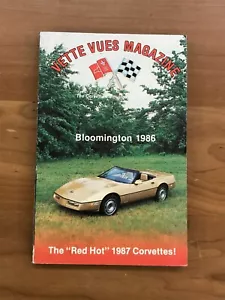 VETTE VUES MAGAZINE
Bloomington 1986
The "Red Hot" 1987 Corvettes!